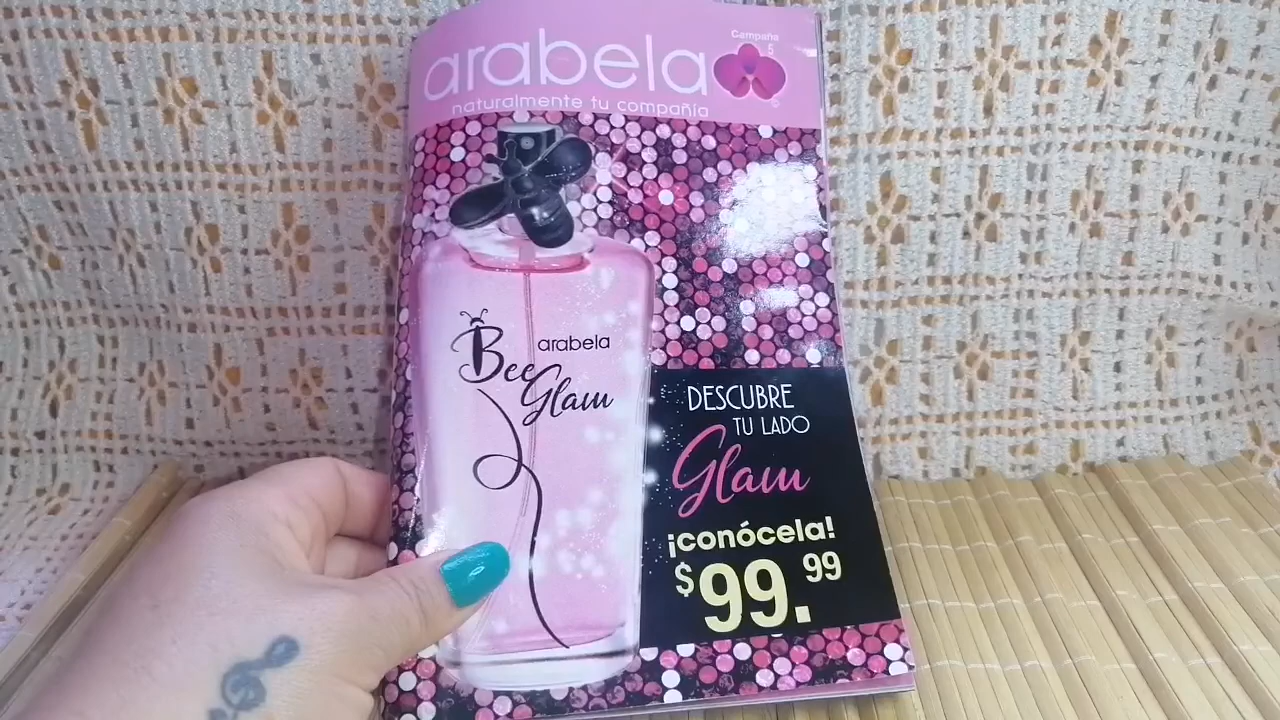 Campaña
5
arabela
naturalmente tu compañía
arabela
Bee
Glam
DESCUBRE
TU LADO
Glam
¡conócela!
$99.99